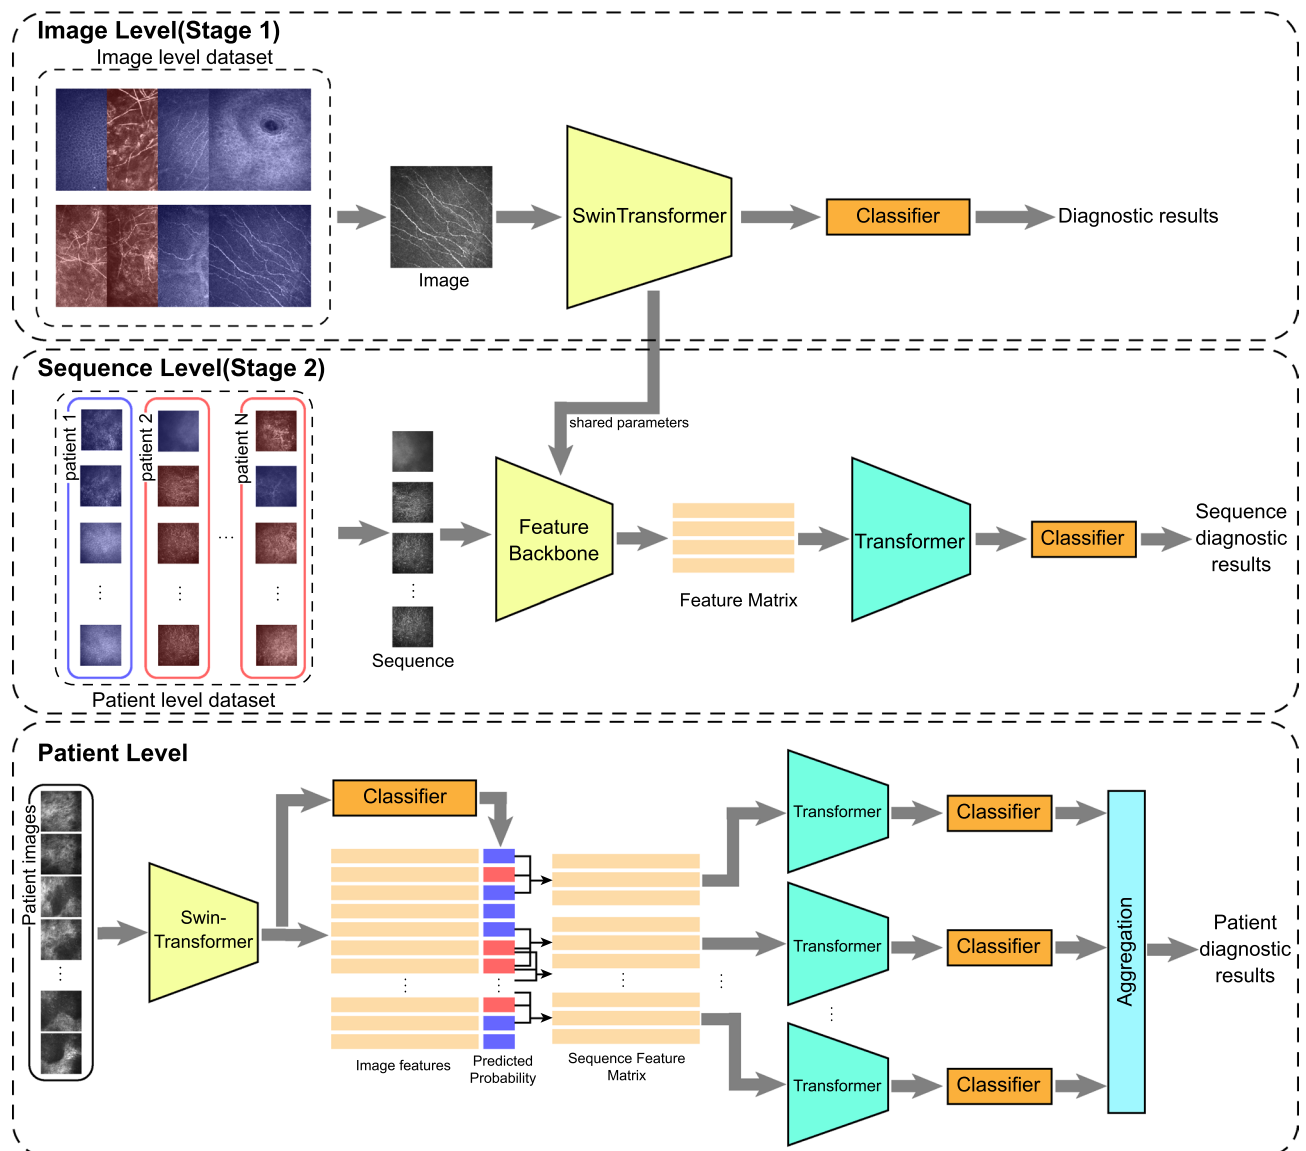 Image Level(Stage 1)
Image level dataset
Image
SwinTransformer
Classifier
Diagnostic results
shared parameters
Sequence Level(Stage 2)
patient 1
patient 2
patient N
...
Patient level dataset
Sequence
Feature
Backbone
Feature Matrix
Transformer
Classifier
Sequence
diagnostic
results
Patient Level
Patient images
Swin-
Transformer
Classifier
Image features
Predicted
Probability
Sequence Feature
Matrix
Transformer
Classifier
Transformer
Classifier
Transformer
Classifier
Aggregation
Patient
diagnostic
results